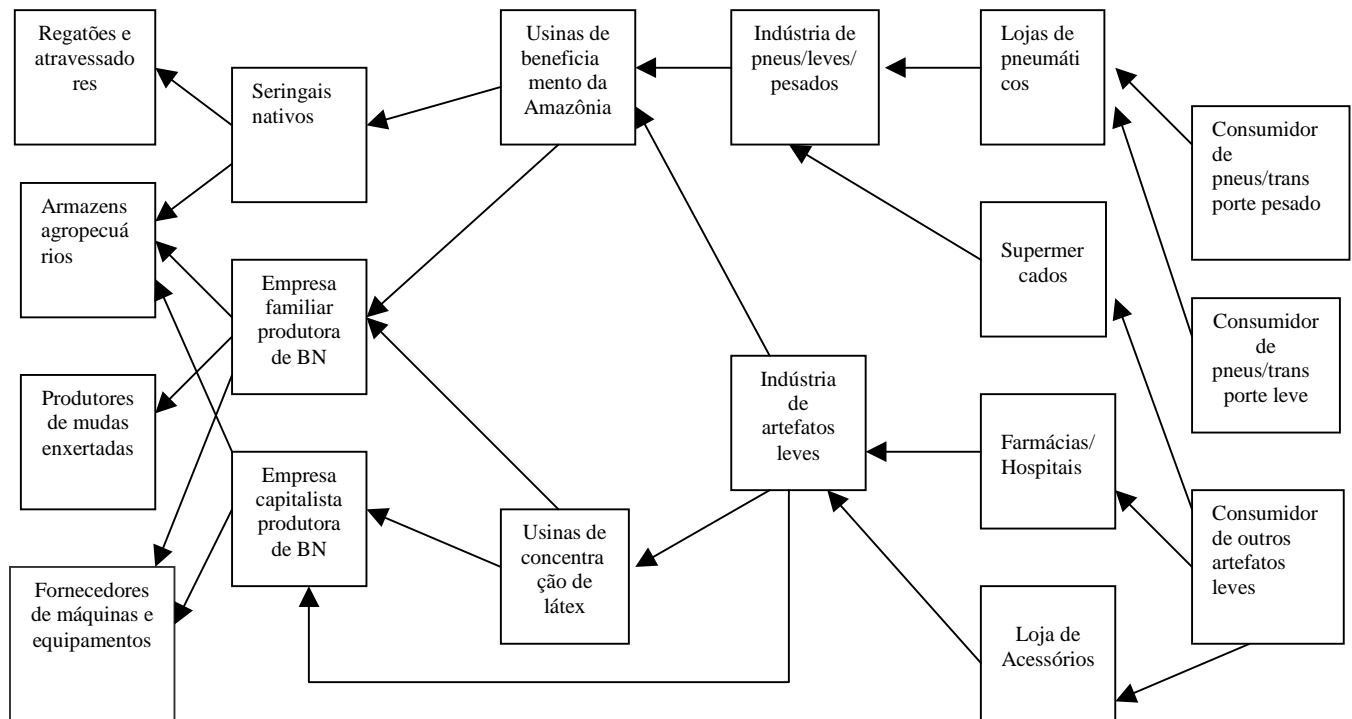 Regatões e
atravessado
res
Seringais
nativos
Usinas de
beneficia
mento da
Amazônia
Indústria de
pneus/leves/
pesados
Lojas de
pneumáti
cos
Consumidor
de
pneus/trans
porte pesado
Armazens
agropecuá
rios
Empresa
familiar
produtora
de BN
Supermer
cados
Consumidor
de
pneus/trans
porte leve
Produtores
de mudas
enxertadas
Empresa
capitalista
produtora
de BN
Indústria
de
artefatos
leves
Farmácias/
Hospitais
Consumidor
de outros
artefatos
leves
Fornecedores
de máquinas e
equipamentos
Usinas de
concentra
ção de
látex
Loja de
Acessórios